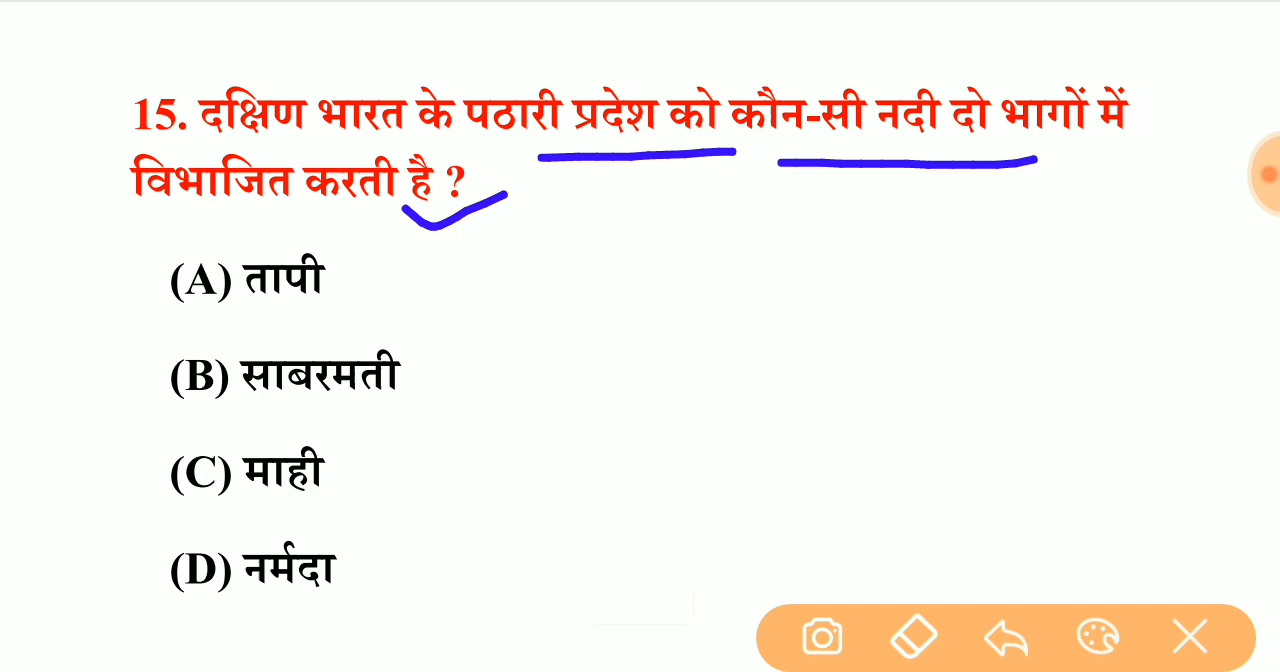 15. दक्षिण भारत के पठारी प्रदेश को कौन-सी नदी दो भागों में
विभाजित करती है ?
(A) तापी
(B) साबरमती
(C) माही
(D) नर्मदा